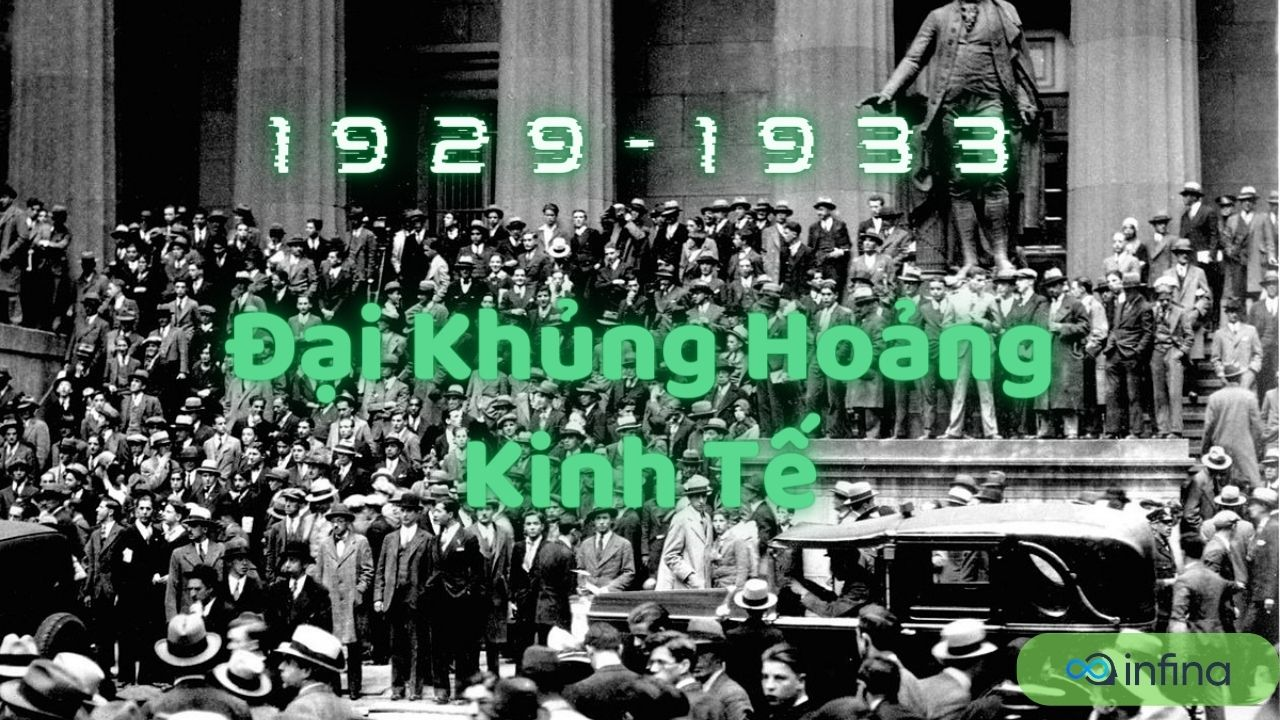 1929-1933
Đại Khủng Hoảng
Kinh Tế
infina